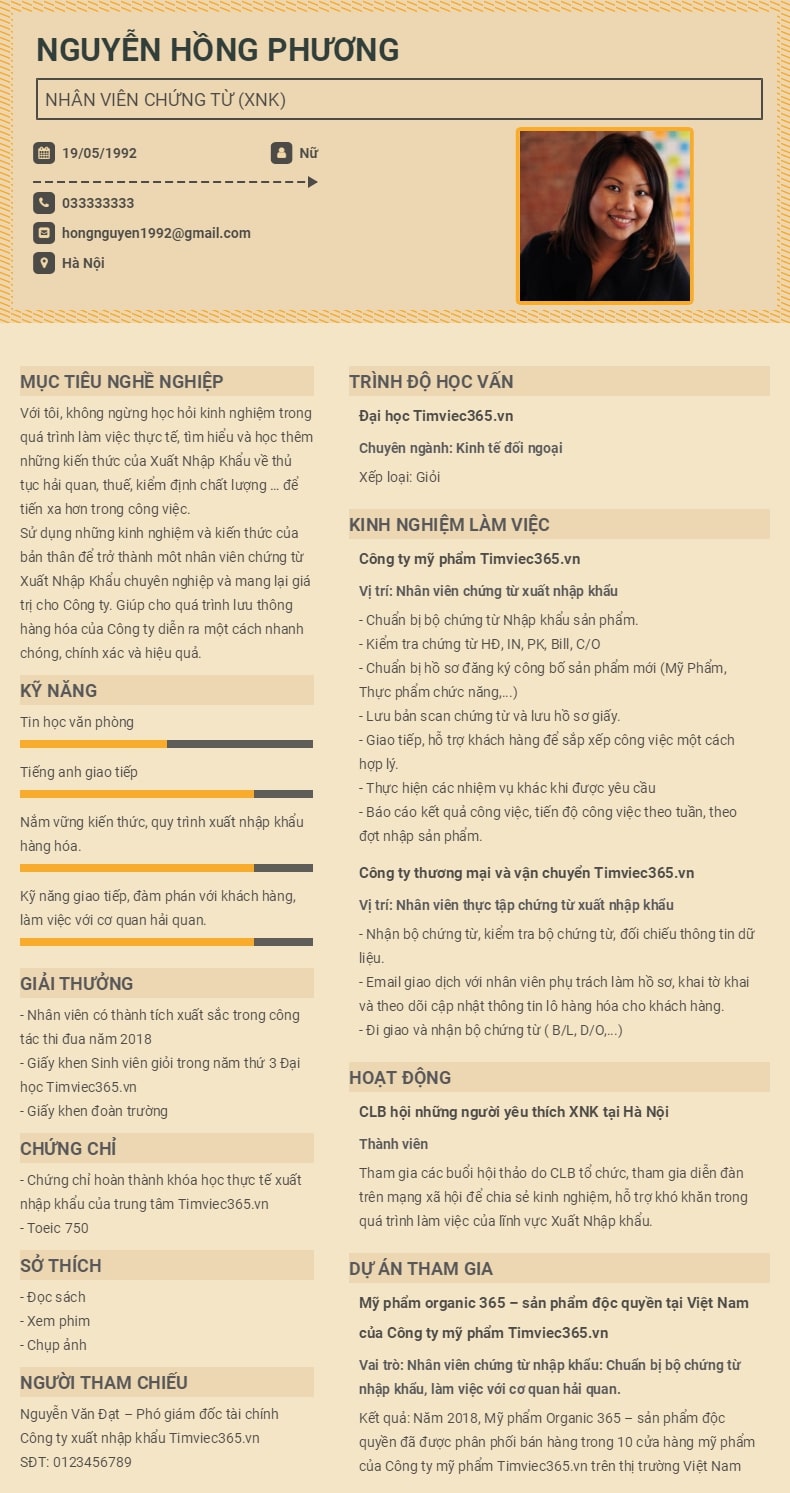 NGUYỄN HỒNG PHƯƠNG
NHÂN VIÊN CHỨNG TỪ (XNK)
19/05/1992
Nữ
033333333
hongnguyen1992@gmail.com
Hà Nội
MỤC TIÊU NGHỀ NGHIỆP
Với tôi, không ngừng học hỏi kinh nghiệm trong
quá trình làm việc thực tế, tìm hiểu và học thêm
những kiến thức của Xuất Nhập Khẩu về thủ
tục hải quan, thuế, kiểm định chất lượng ... để
tiến xa hơn trong công việc.
Sử dụng những kinh nghiệm và kiến thức của
bản thân để trở thành môt nhân viên chứng từ
Xuất Nhập Khẩu chuyên nghiệp và mang lại giá
trị cho Công ty. Giúp cho quá trình lưu thông
hàng hóa của Công ty diễn ra một cách nhanh
chóng, chính xác và hiệu quả.
KỸ NĂNG
Tin học văn phòng
Tiếng anh giao tiếp
Nắm vững kiến thức, quy trình xuất nhập khẩu
hàng hóa.
Kỹ năng giao tiếp, đàm phán với khách hàng,
làm việc với cơ quan hải quan.
GIẢI THƯỞNG
- Nhân viên có thành tích xuất sắc trong công
tác thi đua năm 2018
- Giấy khen Sinh viên giỏi trong năm thứ 3 Đại
học Timviec365.vn
- Giấy khen đoàn trường
CHỨNG CHỈ
- Chứng chỉ hoàn thành khóa học thực tế xuất
nhập khẩu của trung tâm Timviec365.vn
- Toeic 750
SỞ THÍCH
- Đọc sách
- Xem phim
- Chụp ảnh
NGƯỜI THAM CHIẾU
Nguyễn Văn Đạt – Phó giám đốc tài chính
Công ty xuất nhập khẩu Timviec365.vn
SĐT: 0123456789
TRÌNH ĐỘ HỌC VẤN
Đại học Timviec365.vn
Chuyên ngành: Kinh tế đối ngoại
Xếp loại: Giỏi
KINH NGHIỆM LÀM VIỆC
Công ty mỹ phẩm Timviec365.vn
Vị trí: Nhân viên chứng từ xuất nhập khẩu
- Chuẩn bị bộ chứng từ Nhập khẩu sản phẩm.
- Kiểm tra chứng từ HĐ, IN, PK, Bill, C/O
- Chuẩn bị hồ sơ đăng ký công bố sản phẩm mới (Mỹ Phẩm,
Thực phẩm chức năng,...)
- Lưu bản scan chứng từ và lưu hồ sơ giấy.
- Giao tiếp, hỗ trợ khách hàng để sắp xếp công việc một cách
hợp lý.
- Thực hiện các nhiệm vụ khác khi được yêu cầu
- Báo cáo kết quả công việc, tiến độ công việc theo tuần, theo
đợt nhập sản phẩm.
Công ty thương mại và vận chuyển Timviec365.vn
Vị trí: Nhân viên thực tập chứng từ xuất nhập khẩu
- Nhận bộ chứng từ, kiểm tra bộ chứng từ, đối chiếu thông tin dữ
liệu.
- Email giao dịch với nhân viên phụ trách làm hồ sơ, khai tờ khai
và theo dõi cập nhật thông tin lô hàng hóa cho khách hàng.
- Đi giao và nhận bộ chứng từ ( B/L, D/O,...)
HOẠT ĐỘNG
CLB hội những người yêu thích XNK tại Hà Nội
Thành viên
Tham gia các buổi hội thảo do CLB tổ chức, tham gia diễn đàn
trên mạng xã hội để chia sẻ kinh nghiệm, hỗ trợ khó khăn trong
quá trình làm việc của lĩnh vực Xuất Nhập khẩu.
DỰ ÁN THAM GIA
Mỹ phẩm organic 365 – sản phẩm độc quyền tại Việt Nam
của Công ty mỹ phẩm Timviec365.vn
Vai trò: Nhân viên chứng từ nhập khẩu: Chuẩn bị bộ chứng từ
nhập khẩu, làm việc với cơ quan hải quan.
Kết quả: Năm 2018, Mỹ phẩm Organic 365 – sản phẩm độc
quyền đã được phân phối bán hàng trong 10 cửa hàng mỹ phẩm
của Công ty mỹ phẩm Timviec365.vn trên thị trường Việt Nam